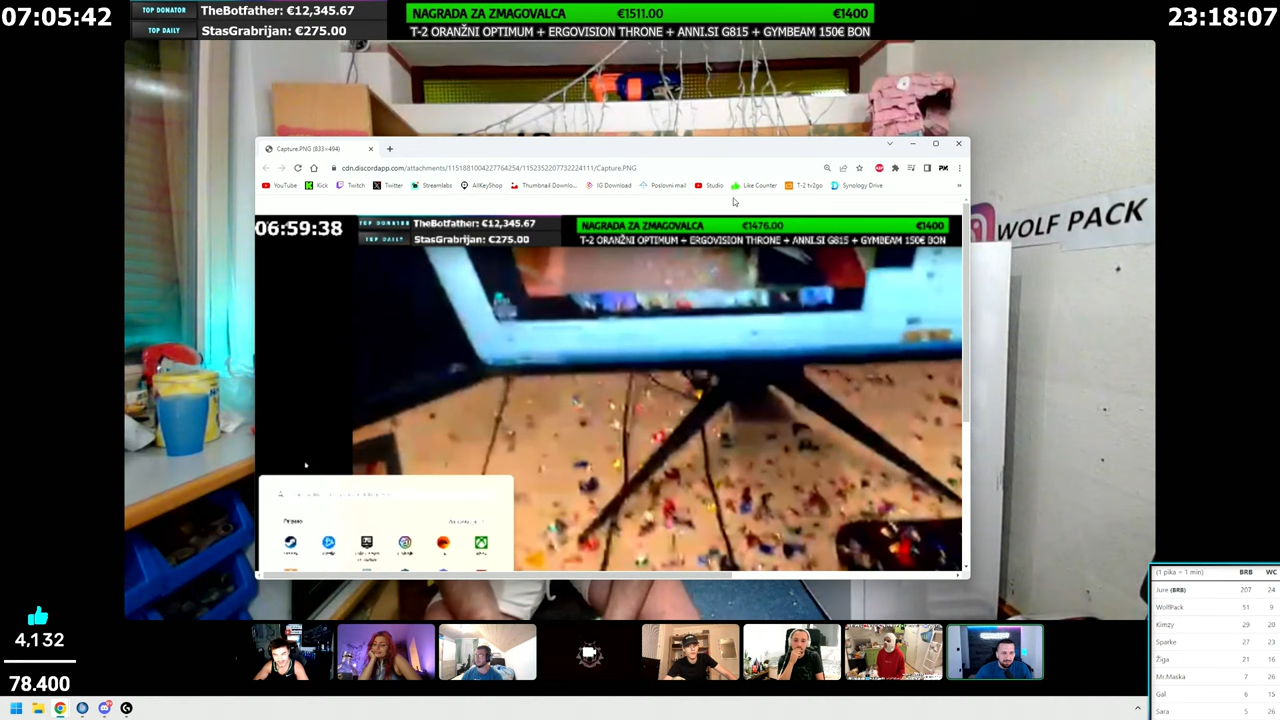 07:05:42
TOP DONATOR
TheBotfather: €12,345.67
TOP DAILY
StasGrabrijan: €275.00
NAGRADA ZA ZMAGOVALCA €1511.00 €1400
T-2 ORANŽNI OPTIMUM + ERGOVISION THRONE + ANNI.SI G815 + GYMBEAM 150€ BON
23:18:07
Capture.PNG (833×494)
cdn.discordapp.com/attachments/1151881004227764254/1152352207732224111/Capture.PNG
YouTube Kick Twitch Twitter Streamlabs AllKeyShop Thumbnail Downlo... IG Download Poslovni mail Studio Like Counter T-2 tv2go Synology Drive
06:59:38
TOP DONATOR
TheBotfather: €12,345.67
TOP DAILY
StasGrabrijan: €275.00
NAGRADA ZA ZMAGOVALCA €1476.00 €1400
T-2 ORANŽNI OPTIMUM + ERGOVISION THRONE + ANNI.SI G815 + GYMBEAM 150€ BON
WOLF PACK
4,132
78.400
(1 pika = 1 min) BRB WC
Jure (BRB) 207 24
WolfPack 51 9
Kimzy 29 20
Sparke 27 23
Žiga 21 16
Mr.Maska 7 26
Gal 6 15
Sara 5 26